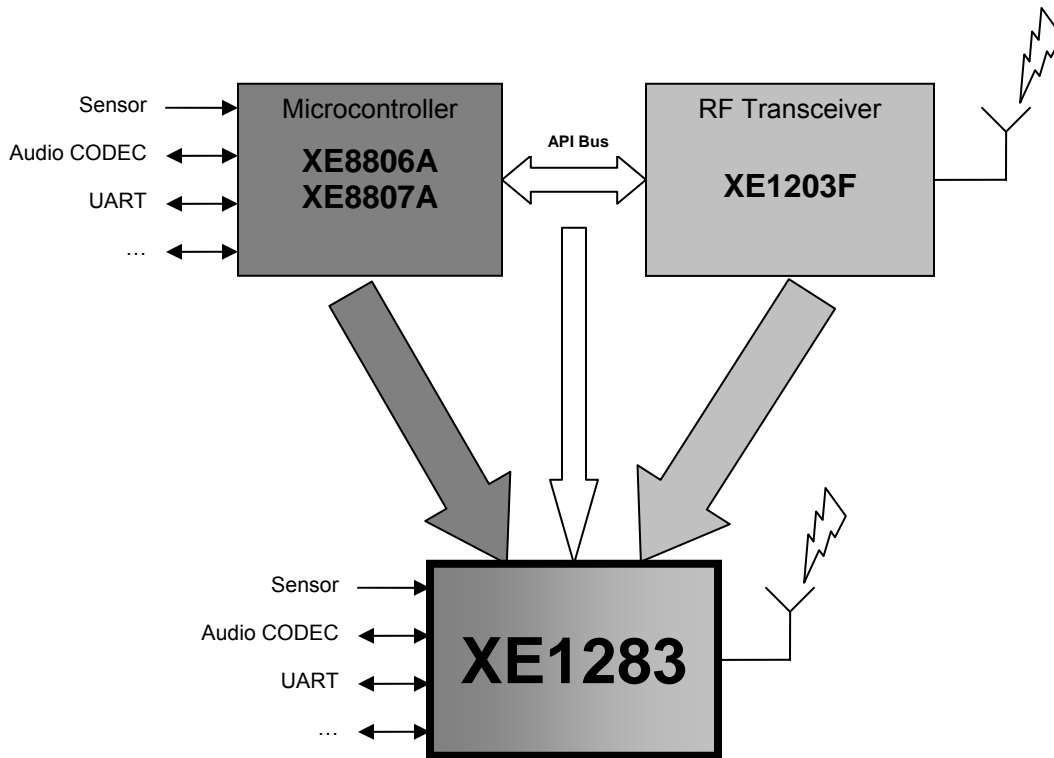 Sensor
Audio CODEC
UART
…
Microcontroller
XE8806A
XE8807A
API Bus
RF Transceiver
XE1203F
Sensor
Audio CODEC
UART
…
XE1283